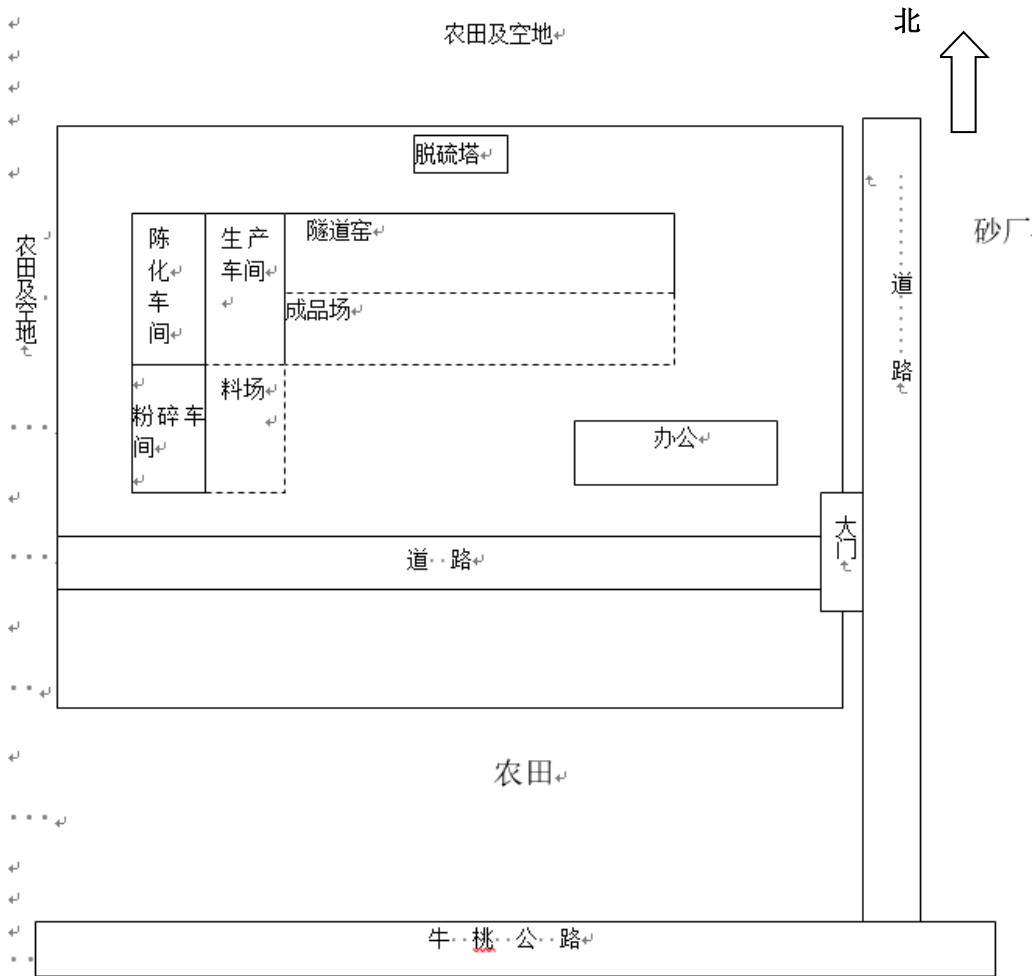 农田及空地
北
脱硫塔
农田及空地
陈
化
车
间
生产
车间
隧道窑
成品场
砂厂
道
路
粉碎车
间
料场
办公
大门
道 路
农田
牛 桃 公 路